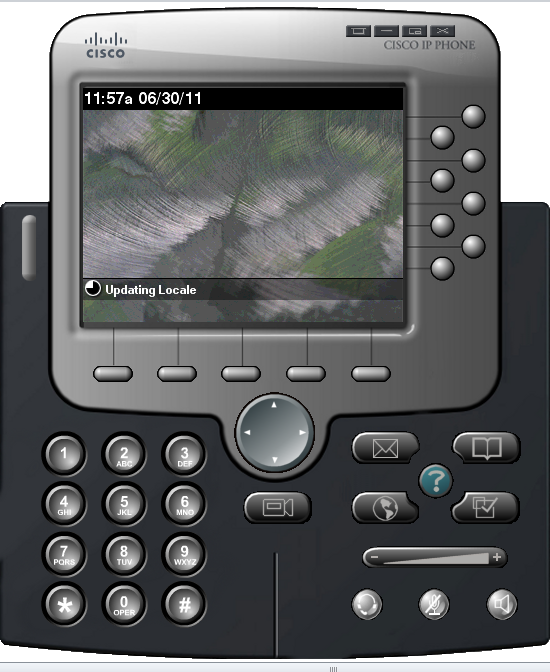 CISCO
CISCO IP PHONE
11:57a 06/30/11
Updating Locale
1
2
ABC
3
DEF
4
GHI
5
JKL
6
MNO
7
PQRS
8
TUV
9
WXYZ
*
0
OPER
#
?
- +